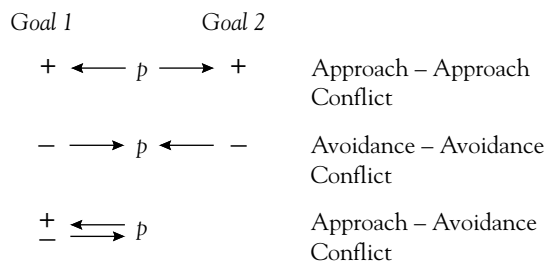 Goal 1 Goal 2
+ ← p → + Approach – Approach
Conflict
– → p ← – Avoidance – Avoidance
Conflict
+ ← p Approach – Avoidance
– → Conflict